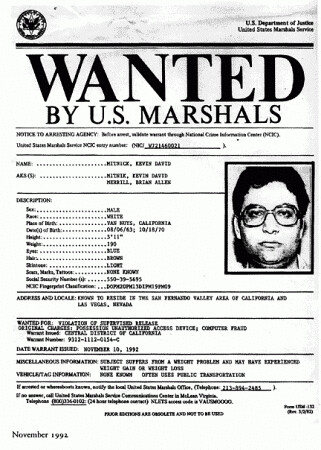 U.S. Department of Justice
United States Marshals Service
WANTED
BY U.S. MARSHALS
NOTICE TO ARRESTING AGENCY: Before arrest, validate warrant through National Crime Information Center (NCIC).
United States Marshals Service NCIC entry number: (NIC/ W721460021 ).
NAME: MITNICK, KEVIN DAVID
AKS(S): MITNIK, KEVIN DAVID
MERRILL, BRIAN ALLEN
DESCRIPTION:
Sex: MALE
Race: WHITE
Place of Birth: VAN NUYS, CALIFORNIA
Date(s) of Birth: 08/06/63; 10/18/70
Height: 5'11"
Weight: 190
Eyes: BLUE
Hair: BROWN
Skintone: LIGHT
Scars, Marks, Tattoos: NONE KNOWN
Social Security Number(s): 550-39-5695
NCIC Fingerprint Classification:
ADDRESS AND LOCALE: KNOWN TO RESIDE IN THE SAN FERNANDO VALLEY AREA OF CALIFORNIA AND
LAS VEGAS, NEVADA
WANTED FOR: VIOLATION OF SUPERVISED RELEASE
ORIGINAL CHARGES: POSSESSION UNAUTHORIZED ACCESS DEVICE; COMPUTER FRAUD
Warrant Issued: CENTRAL DISTRICT OF CALIFORNIA
Warrant Number: 9312-1112-0154-C
DATE WARRANT ISSUED: NOVEMBER 10, 1992
MISCELLANEOUS INFORMATION: SUBJECT SUFFERS FROM A WEIGHT PROBLEM AND MAY HAVE EXPERIENCED
WEIGHT GAIN OR WEIGHT LOSS
VEHICLE/TAG INFORMATION: NONE KNOWN OFTEN USES PUBLIC TRANSPORTATION
If arrested or whereabouts known, notify the local United States Marshals Office, (Telephone: 213-894-2485 ).
If no answer, call United States Marshals Service Communications Center in McLean Virginia.
Telephone (800)336-0102; (24 hour telephone contact) NLETS access code is VAUSM0000.
Form USM-132
(Rev. 3/2/82)
PRIOR EDITIONS ARE OBSOLETE AND NOT TO BE USED
November 1992